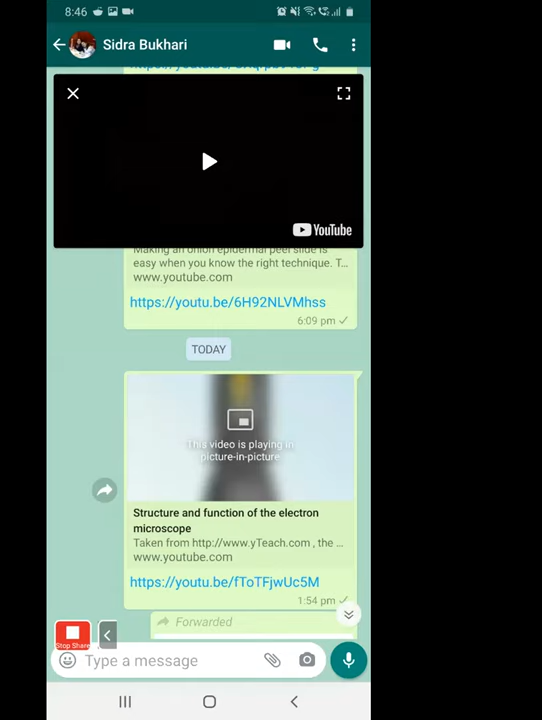 8:46
Sidra Bukhari
YouTube
Making an onion epidermal peel slide is
easy when you know the right technique. T...
www.youtube.com
https://youtu.be/6H92NLVMhss
6:09 pm
TODAY
This video is playing in
picture-in-picture
Structure and function of the electron
microscope
Taken from http://www.yTeach.com , the ...
www.youtube.com
https://youtu.be/fToTFjwUc5M
1:54 pm
Forwarded
Stop Share
Type a message